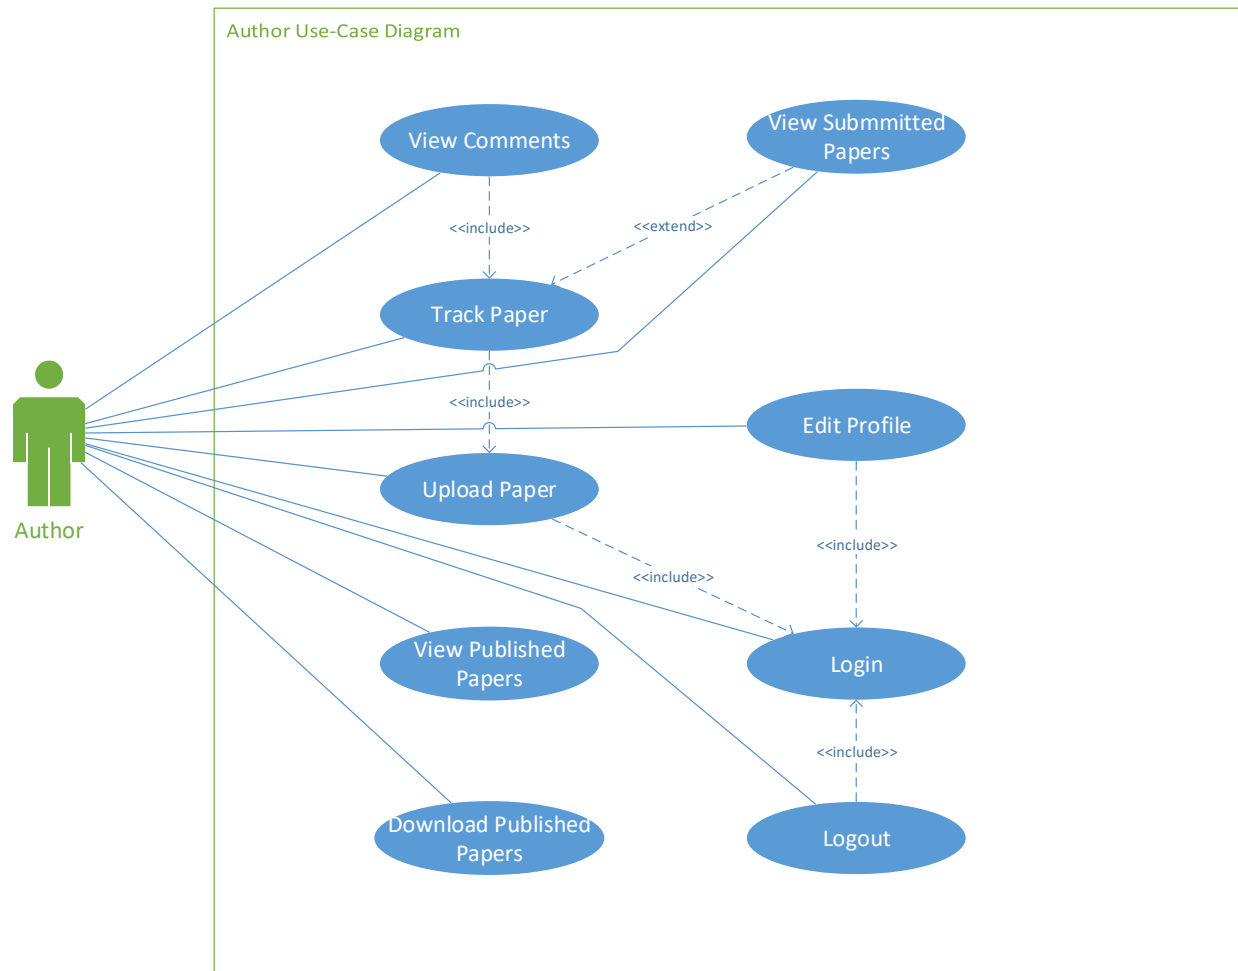 Author Use-Case Diagram
View Comments
View Submmitted
Papers
<<include>>
<<extend>>
Track Paper
<<include>>
Edit Profile
Upload Paper
Author
<<include>>
<<include>>
View Published
Papers
Login
<<include>>
Download Published
Papers
Logout